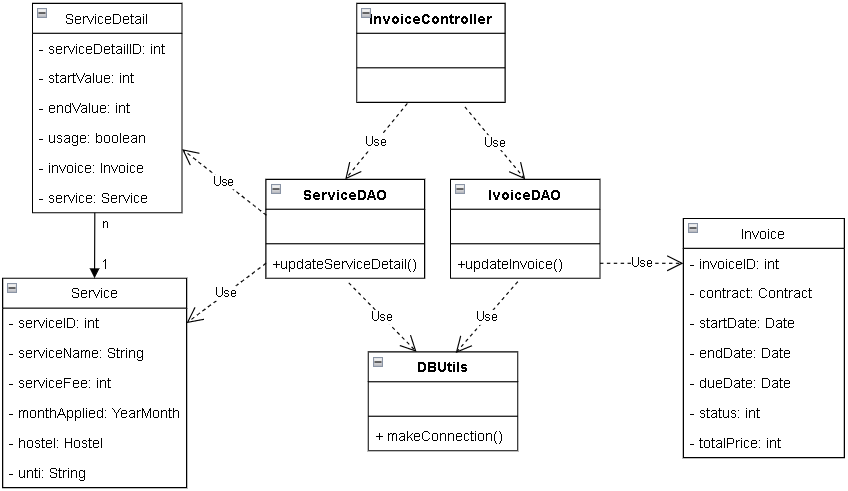 ServiceDetail
- serviceDetailID: int
- startValue: int
- endValue: int
- usage: boolean
- invoice: Invoice
- service: Service
InvoiceController
Use
Use
Use
ServiceDAO
+updateServiceDetail()
IvoiceDAO
+updateInvoice()
n
1
Use
Use
Use
Use
Service
- serviceID: int
- serviceName: String
- serviceFee: int
- monthApplied: YearMonth
- hostel: Hostel
- unti: String
DBUtils
+ makeConnection()
Invoice
- invoiceID: int
- contract: Contract
- startDate: Date
- endDate: Date
- dueDate: Date
- status: int
- totalPrice: int